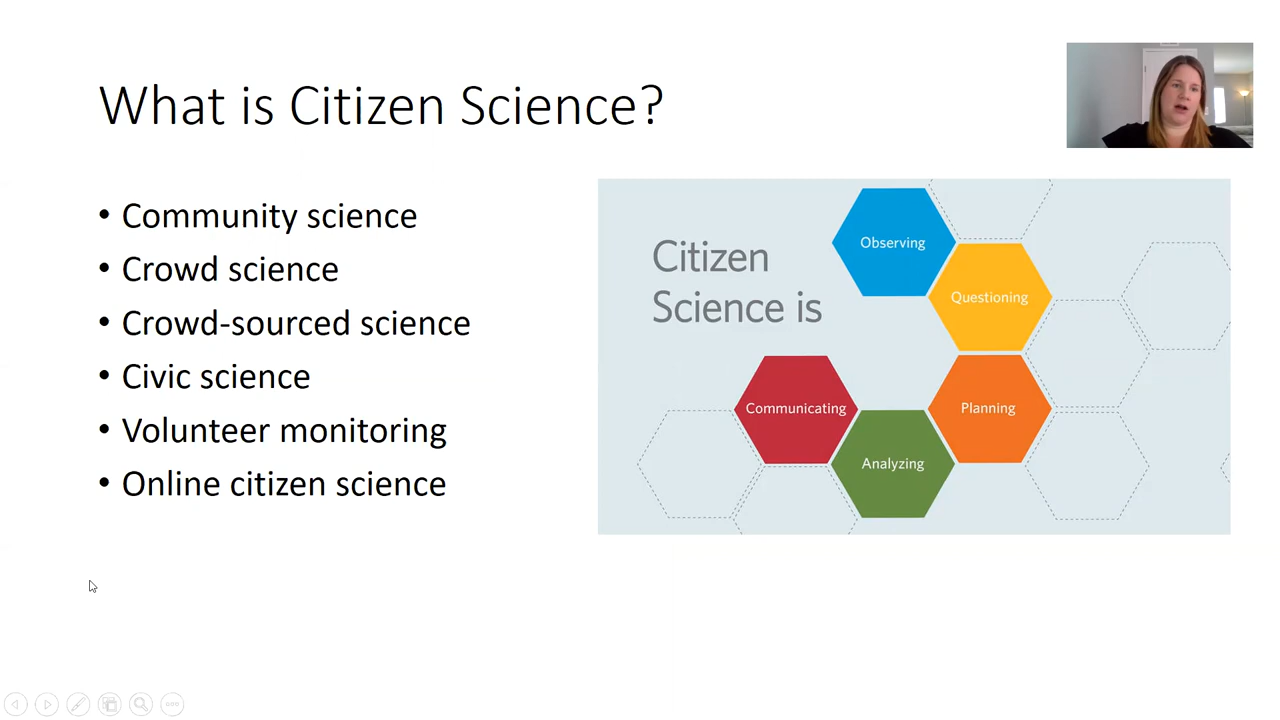 What is Citizen Science?
• Community science
• Crowd science
• Crowd-sourced science
• Civic science
• Volunteer monitoring
• Online citizen science
Citizen
Science is
Observing
Questioning
Planning
Analyzing
Communicating